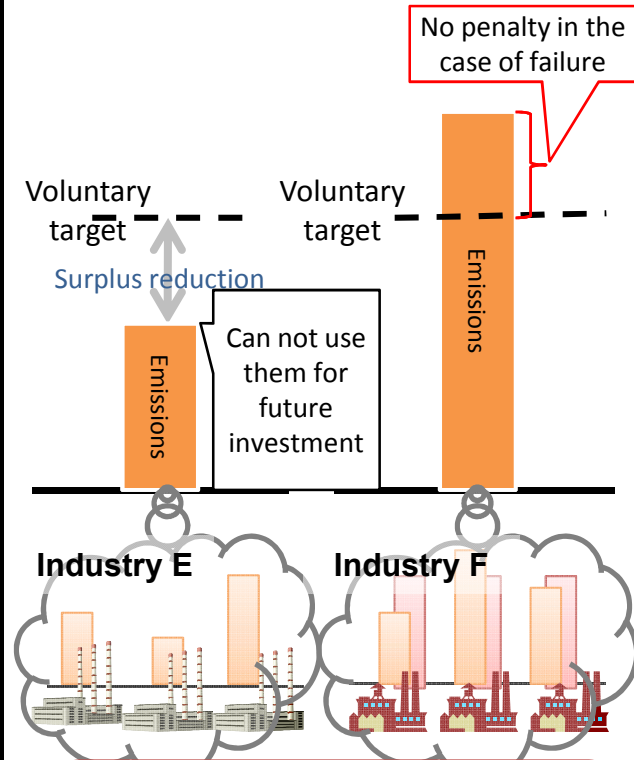 No penalty in the
case of failure
Voluntary
target
Voluntary
target
Surplus reduction
Emissions
Can not use
them for
future
investment
Emissions
Industry E
Industry F